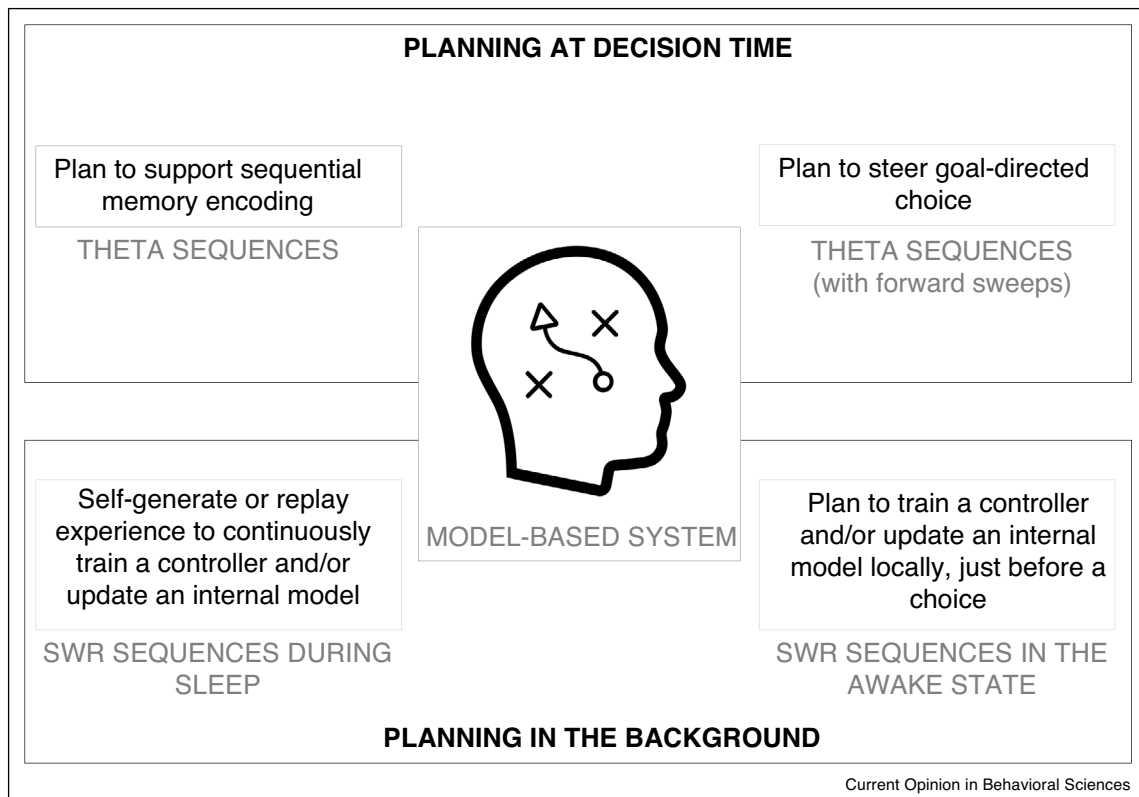 PLANNING AT DECISION TIME
Plan to support sequential
memory encoding
THETA SEQUENCES
Plan to steer goal-directed
choice
THETA SEQUENCES
(with forward sweeps)
MODEL-BASED SYSTEM
Self-generate or replay
experience to continuously
train a controller and/or
update an internal model
SWR SEQUENCES DURING
SLEEP
Plan to train a controller
and/or update an internal
model locally, just before a
choice
SWR SEQUENCES IN THE
AWAKE STATE
PLANNING IN THE BACKGROUND
Current Opinion in Behavioral Sciences